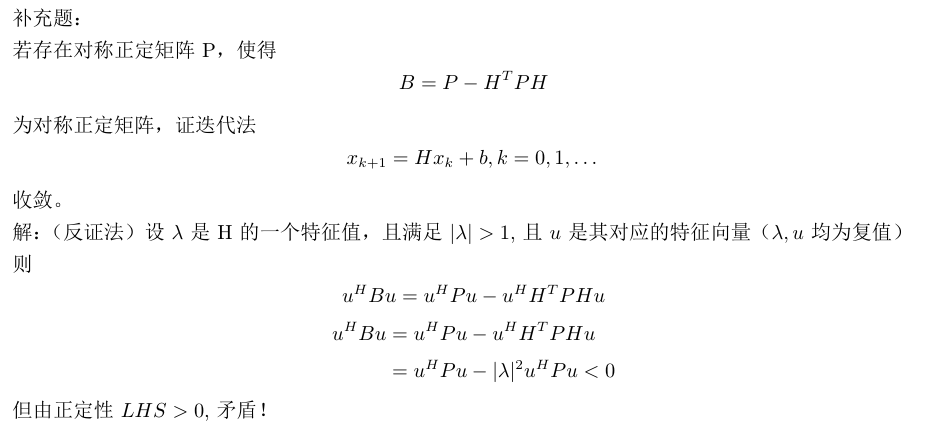 补充题：
若存在对称正定矩阵 P，使得
B = P − H^T PH
为对称正定矩阵，证迭代法
x_{k+1} = Hx_k + b, k = 0, 1, . . .
收敛。
解：（反证法）设 λ 是 H 的一个特征值，且满足 |λ| > 1, 且 u 是其对应的特征向量（λ, u 均为复值）
则
u^H Bu = u^H Pu − u^H H^T PHu
u^H Bu = u^H Pu − u^H H^T PHu
= u^H Pu − |λ|^2 u^H Pu < 0
但由正定性 LHS > 0, 矛盾！